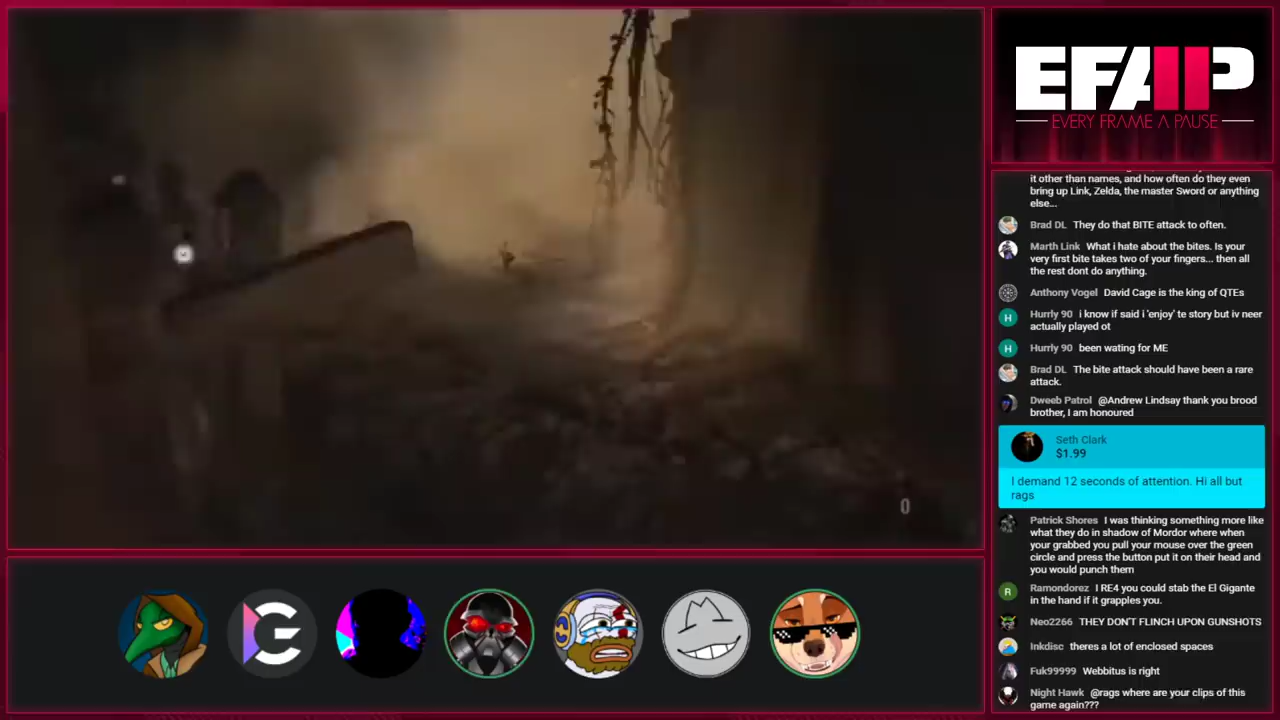 EFAP
EVERY FRAME A PAUSE
it other than names, and how often do they even
bring up Link, Zelda, the master Sword or anything
else...
Brad DL They do that BITE attack to often.
Marth Link What i hate about the bites. Is your
very first bite takes two of your fingers... then all
the rest dont do anything.
Anthony Vogel David Cage is the king of QTEs
H Hurrly 90 i know if said i 'enjoy' te story but iv neer
actually played ot
H Hurrly 90 been wating for ME
Brad DL The bite attack should have been a rare
attack.
Dweeb Patrol @Andrew Lindsay thank you brood
brother, I am honoured
Seth Clark
$1.99
I demand 12 seconds of attention. Hi all but
rags
Patrick Shores I was thinking something more like
what they do in shadow of Mordor where when
your grabbed you pull your mouse over the green
circle and press the button put it on their head and
you would punch them
R Ramondorez I RE4 you could stab the El Gigante
in the hand if it grapples you.
Neo2266 THEY DON'T FLINCH UPON GUNSHOTS
Inkdisc theres a lot of enclosed spaces
Fuk99999 Webbitus is right
Night Hawk @rags where are your clips of this
game again???
0